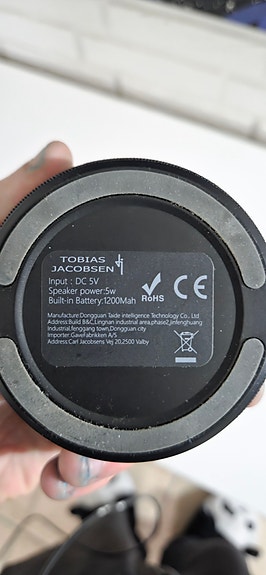 TOBIAS
JACOBSEN
Input : DC 5V
Speaker power:5w
Built-in Battery:1200Mah
RoHS
CE
Manufacture:Dongguan Taide intelligence Technology Co., Ltd
Address:Build B&C,Lingnan industrial area,phase2,Jinfenghuang
Industrial,fenggang town,Dongguan city
Importer:GaveFabrikken A/S
Address:Carl Jacobsens Vej 20,2500 Valby